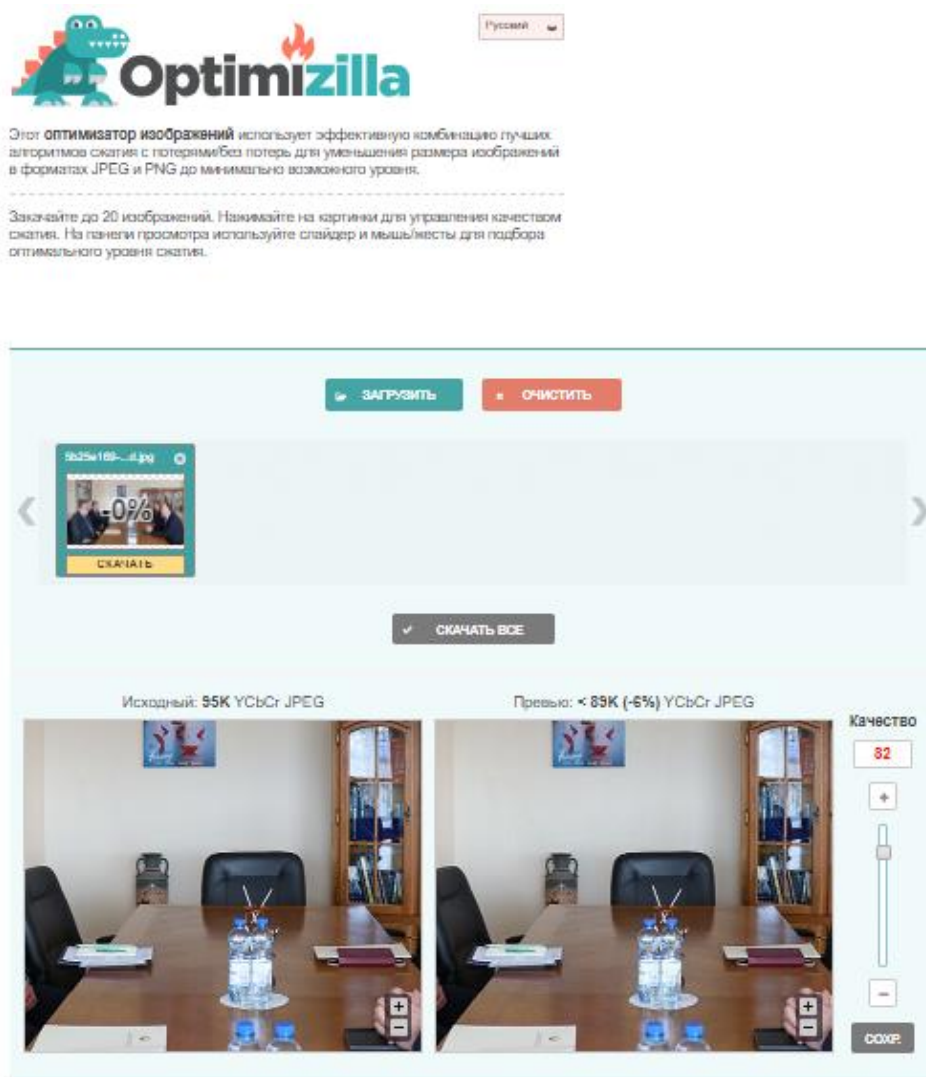 Optimizilla
Русский
Этот оптимизатор изображений использует эффективную комбинацию лучших
алгоритмов сжатия с потерями/без потерь для уменьшения размера изображений
в форматах JPEG и PNG до минимально возможного уровня.
Закачайте до 20 изображений. Нажимайте на картинки для управления качеством
сжатия. На панели просмотра используйте слайдер и мышь/жесты для подбора
оптимального уровня сжатия.
ЗАГРУЗИТЬ
ОЧИСТИТЬ
5b25e169-...d.jpg
-0%
СКАЧАТЬ
СКАЧАТЬ ВСЕ
Исходный: 95K YCbCr JPEG
Превью: < 89K (-6%) YCbCr JPEG
Качество
82
+
−
+
−
+
−
СОХР.